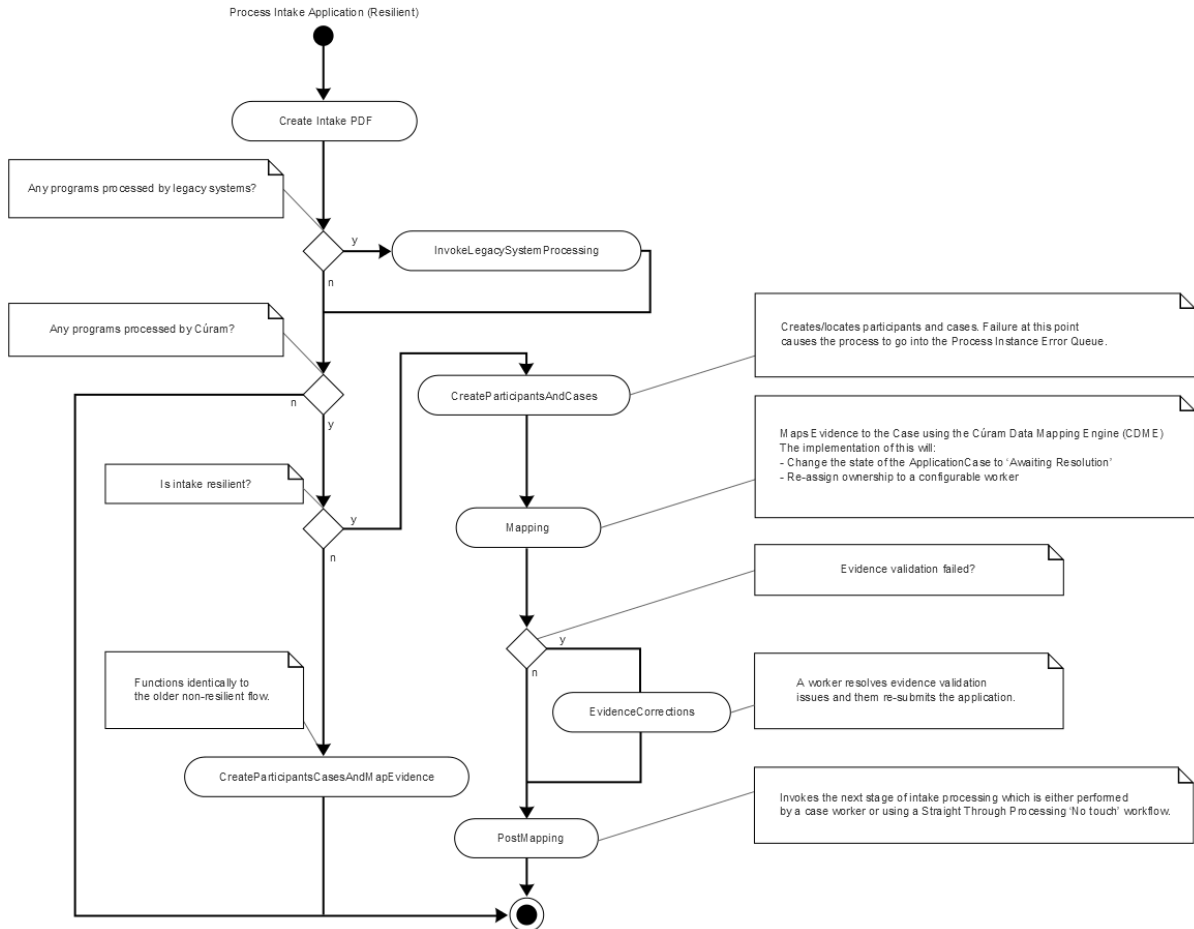 Process Intake Application (Resilient)
Create Intake PDF
Any programs processed by legacy systems?
y
InvokeLegacySystemProcessing
n
Any programs processed by Cúram?
n
y
Creates/locates participants and cases. Failure at this point
causes the process to go into the Process Instance Error Queue.
CreateParticipantsAndCases
Maps Evidence to the Case using the Cúram Data Mapping Engine (CDME)
The implementation of this will:
- Change the state of the ApplicationCase to ‘Awaiting Resolution’
- Re-assign ownership to a configurable worker
Is intake resilient?
y
n
Mapping
Evidence validation failed?
y
n
Functions identically to
the older non-resilient flow.
A worker resolves evidence validation
issues and them re-submits the application.
EvidenceCorrections
CreateParticipantsCasesAndMapEvidence
Invokes the next stage of intake processing which is either performed
by a case worker or using a Straight Through Processing ‘No touch’ workflow.
PostMapping